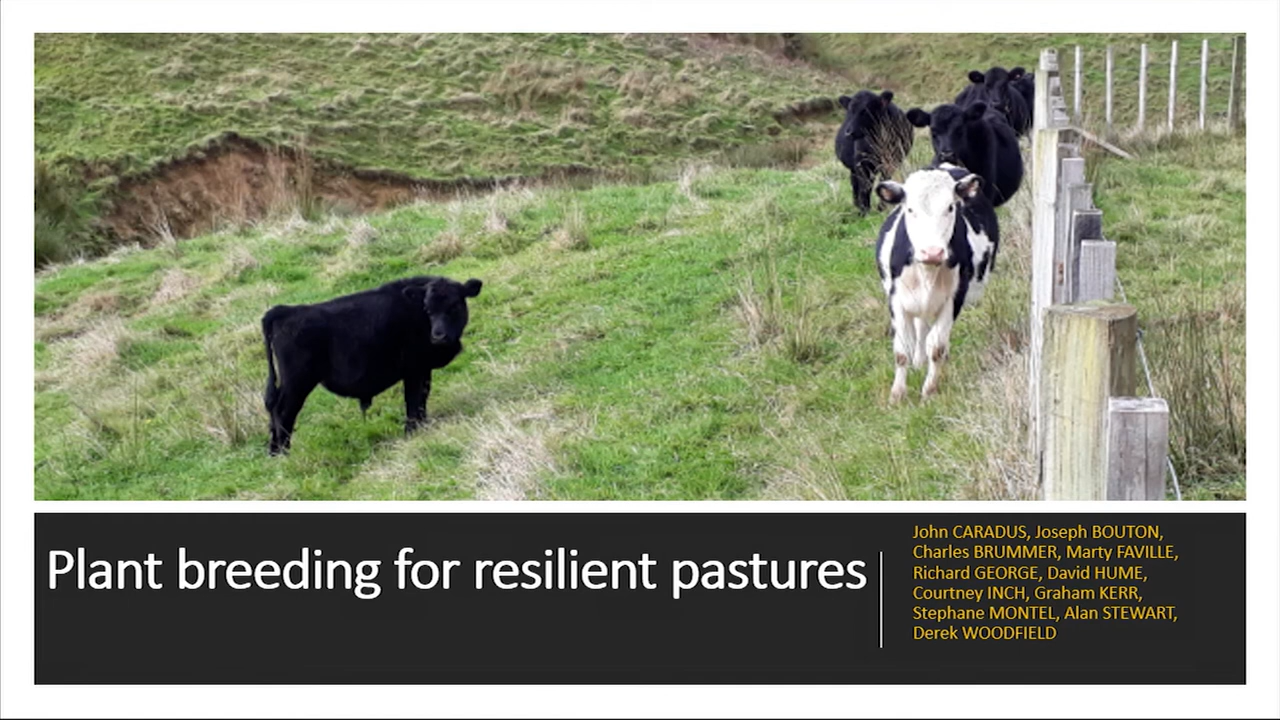 Plant breeding for resilient pastures
John CARADUS, Joseph BOUTON,
Charles BRUMMER, Marty FAVILLE,
Richard GEORGE, David HUME,
Courtney INCH, Graham KERR,
Stephane MONTEL, Alan STEWART,
Derek WOODFIELD